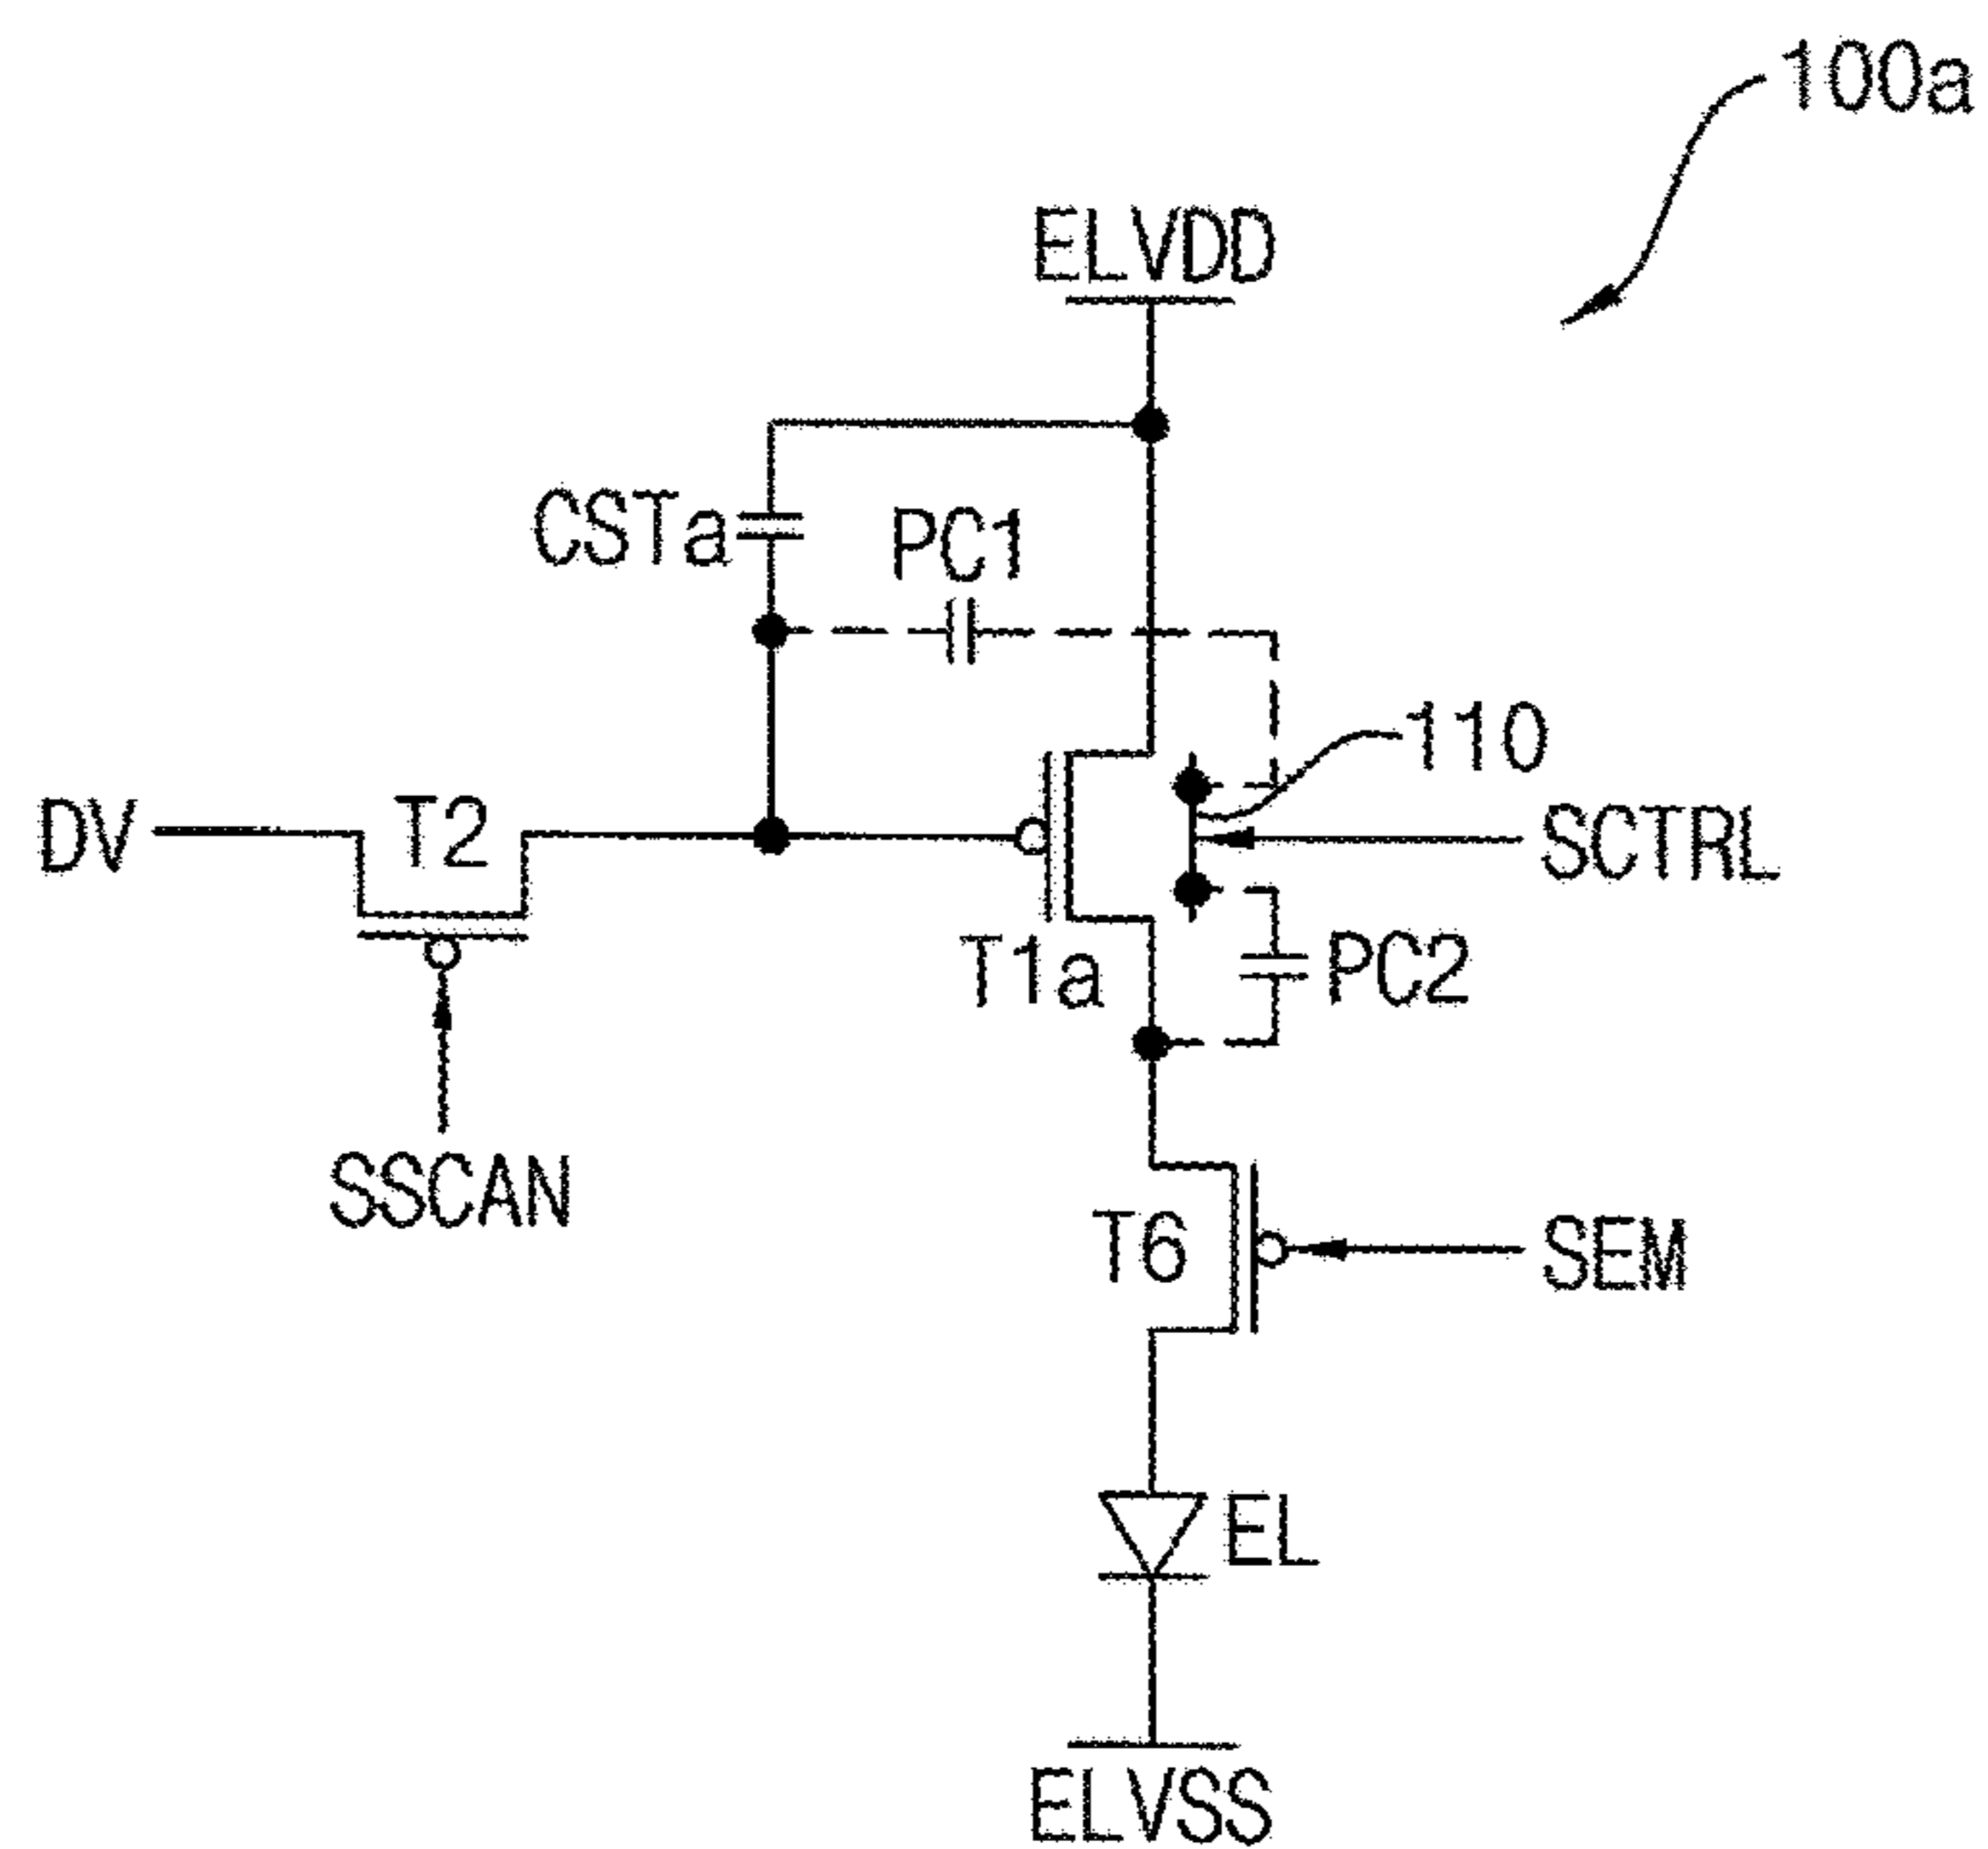 100a
ELVDD
CSTa
PC1
110
DV
T2
SCTRL
T1a
PC2
SSCAN
T6
SEM
EL
ELVSS